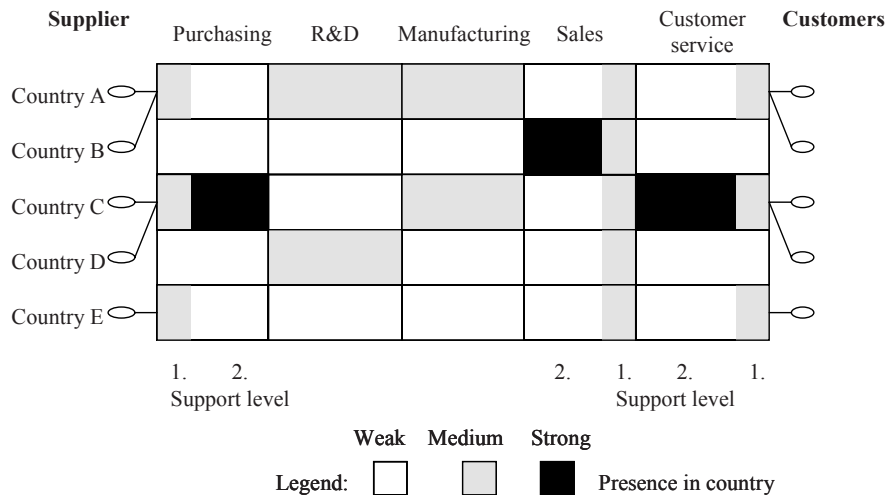 Supplier Purchasing R&D Manufacturing Sales Customer service Customers
Country A
Country B
Country C
Country D
Country E
1. 2. 2. 1. 2. 1.
Support level Support level
Weak Medium Strong
Legend: Presence in country